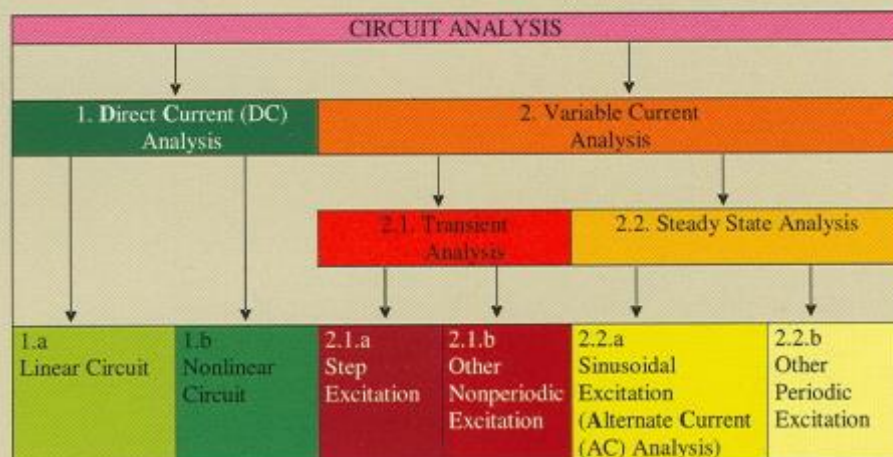 CIRCUIT ANALYSIS
1. Direct Current (DC)
Analysis
2. Variable Current
Analysis
2.1. Transient
Analysis
2.2. Steady State Analysis
1.a
Linear Circuit
1.b
Nonlinear
Circuit
2.1.a
Step
Excitation
2.1.b
Other
Nonperiodic
Excitation
2.2.a
Sinusoidal
Excitation
(Alternate Current
(AC) Analysis)
2.2.b
Other
Periodic
Excitation